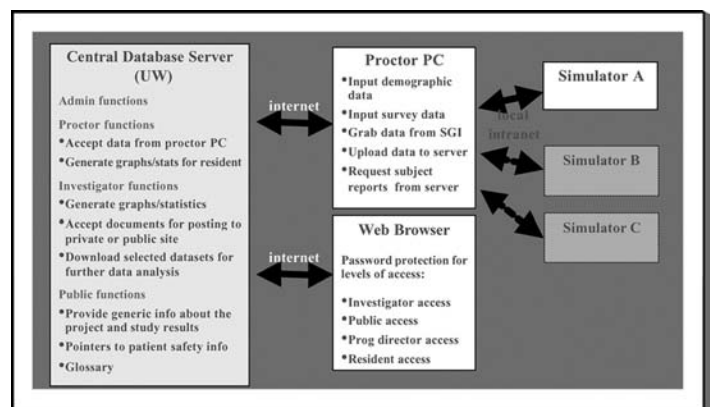 Central Database Server
(UW)
Admin functions
Proctor functions
•Accept data from proctor PC
•Generate graphs/stats for resident
Investigator functions
•Generate graphs/statistics
•Accept documents for posting to
private or public site
•Download selected datasets for
further data analysis
Public functions
•Provide generic info about the
project and study results
•Pointers to patient safety info
•Glossary
internet
internet
Proctor PC
•Input demographic
data
•Input survey data
•Grab data from SGI
•Upload data to server
•Request subject
reports from server
Web Browser
Password protection for
levels of access:
•Investigator access
•Public access
•Prog director access
•Resident access
local
intranet
Simulator A
Simulator B
Simulator C